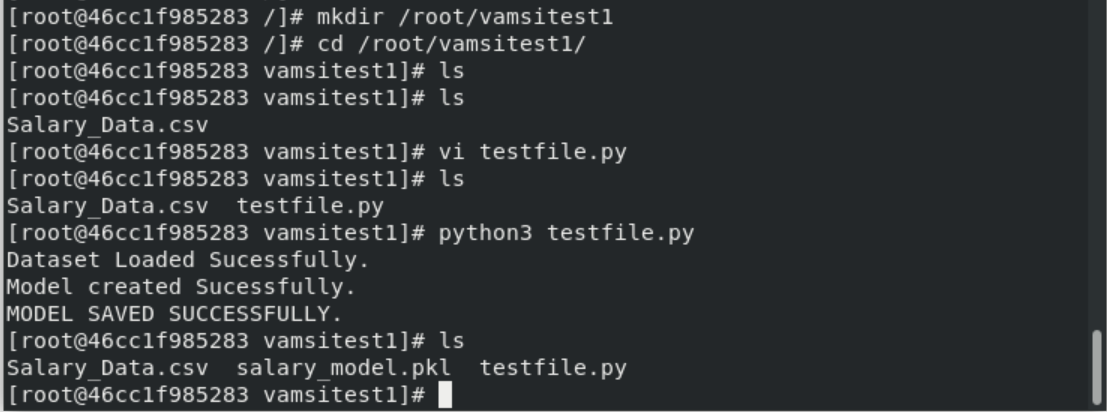 [root@46cc1f985283 /]# mkdir /root/vamsitest1
[root@46cc1f985283 /]# cd /root/vamsitest1/
[root@46cc1f985283 vamsitest1]# ls
[root@46cc1f985283 vamsitest1]# ls
Salary_Data.csv
[root@46cc1f985283 vamsitest1]# vi testfile.py
[root@46cc1f985283 vamsitest1]# ls
Salary_Data.csv  testfile.py
[root@46cc1f985283 vamsitest1]# python3 testfile.py
Dataset Loaded Sucessfully.
Model created Sucessfully.
MODEL SAVED SUCCESSFULLY.
[root@46cc1f985283 vamsitest1]# ls
Salary_Data.csv  salary_model.pkl  testfile.py
[root@46cc1f985283 vamsitest1]#